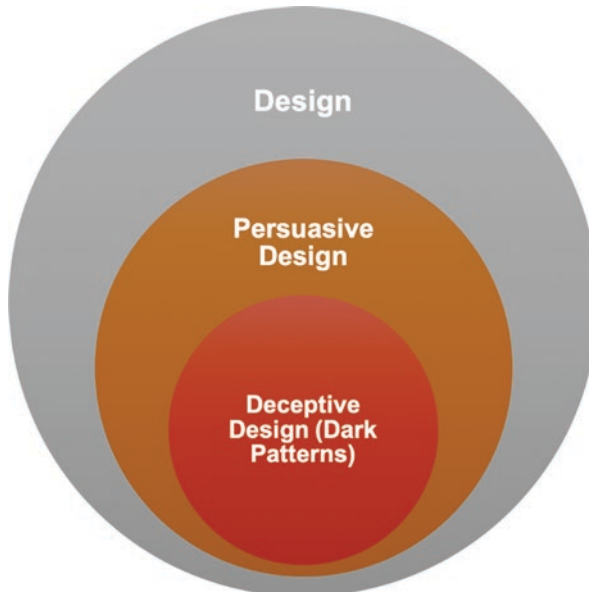 Design
Persuasive
Design
Deceptive
Design (Dark
Patterns)